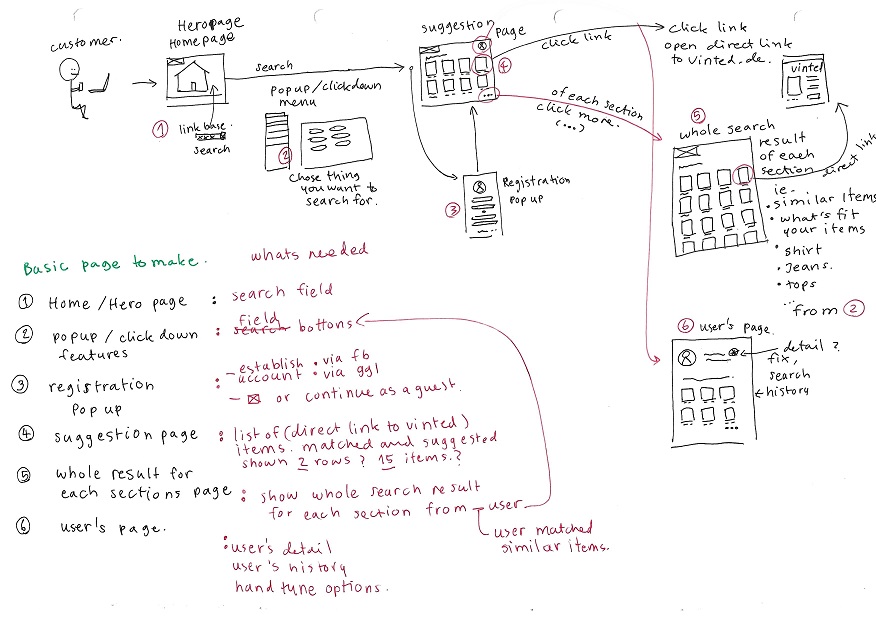 customer.
Heropage
Homepage
① link base
search
search
popup/clickdown
menu
②
Chose thing
you want to
search for.
suggestion
page
④
...
③
Registration
Pop up
click link
click link
open direct link
to Vinted.de.
vinted
of each section
click more.
(...)
⑤
whole search
result
of each
section
direct link
ie-
• similar Items
• what's fit
your items
• shirt
• Jeans.
• tops
...from ②
⑥ user's page.
detail ?
fix,
search
history
Basic page to make.
whats needed
① Home /Hero page : search field
② popup / click down : field search bottons
features
③ registration : – establish • via fb
account • via ggl
Pop up
– ☒ or continue as a guest.
④ suggestion page : list of (direct link to vinted)
items. matched and suggested
shown 2 rows ? 15 items.?
⑤ whole result for
each sections page : show whole search result
for each section from – user
user matched
similar items.
⑥ user's page.
: user's detail
user's history
hand tune options.